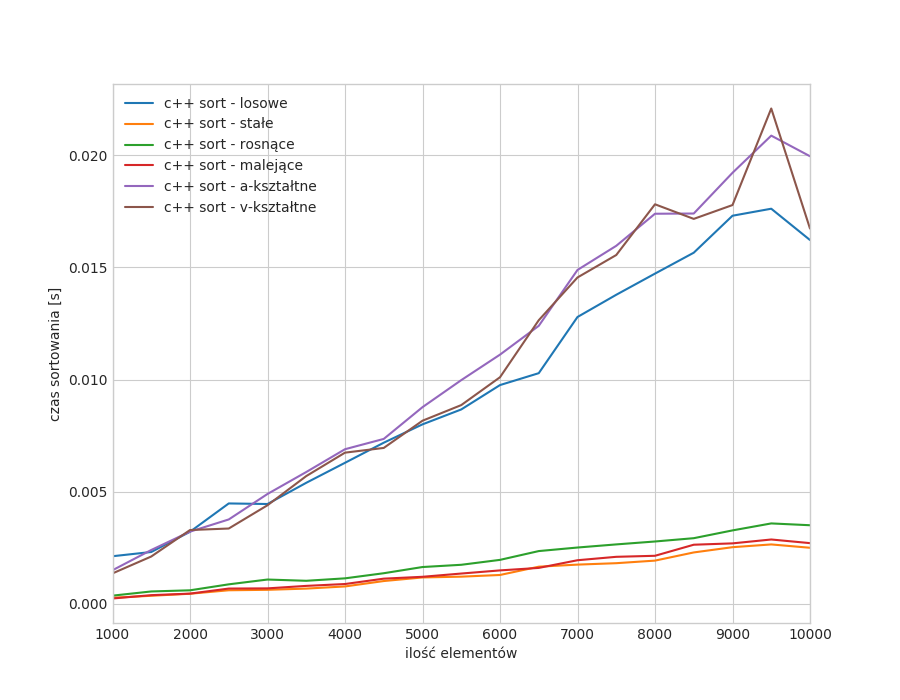 c++ sort - losowe
c++ sort - stałe
c++ sort - rosnące
c++ sort - malejące
c++ sort - a-kształtne
c++ sort - v-kształtne
0.020
0.015
0.010
0.005
0.000
czas sortowania [s]
1000 2000 3000 4000 5000 6000 7000 8000 9000 10000
ilość elementów